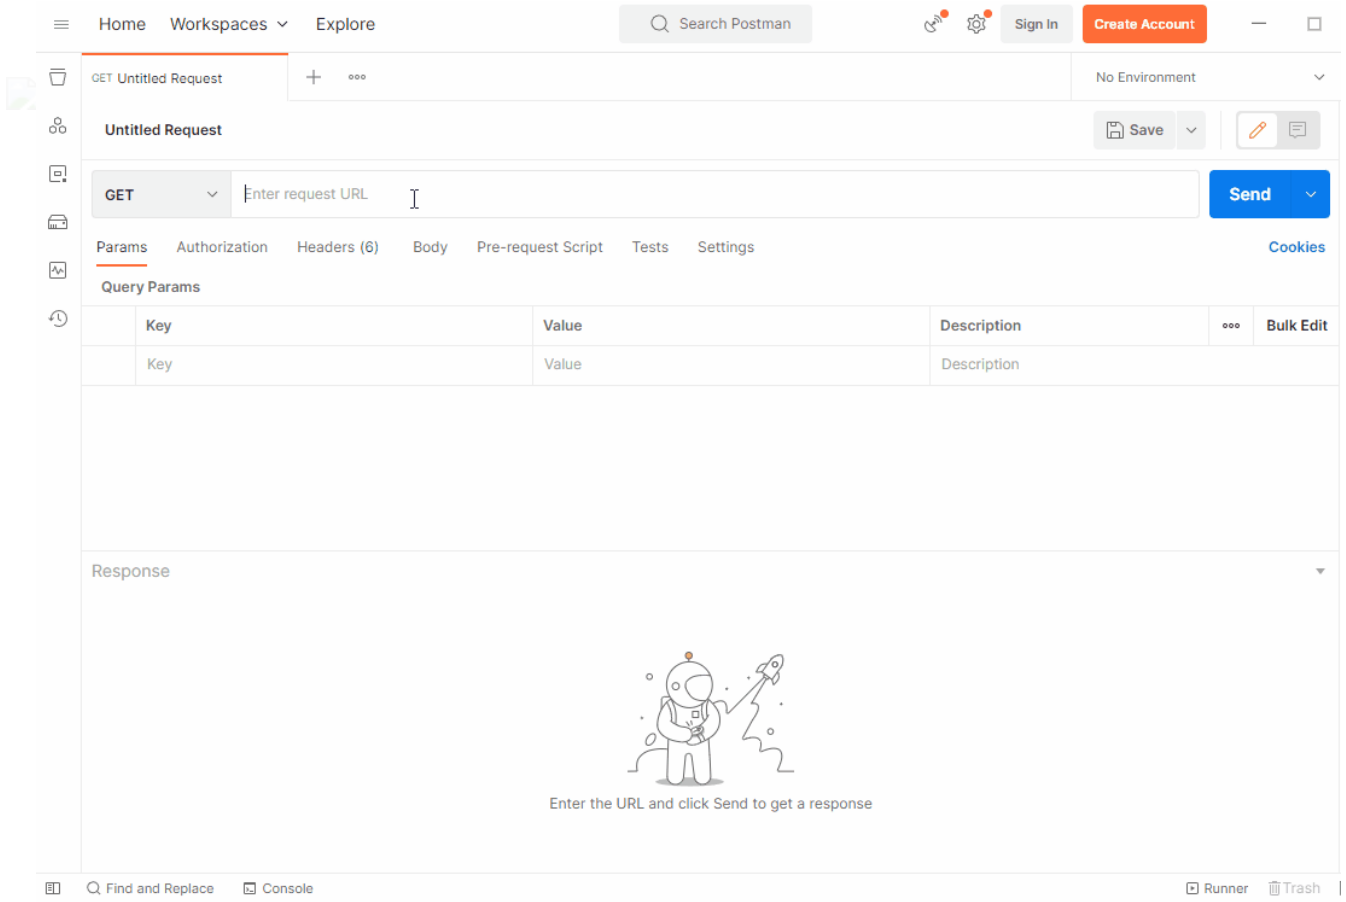 Home Workspaces Explore Search Postman Sign In Create Account
GET Untitled Request No Environment
Untitled Request Save
GET Enter request URL Send
Params Authorization Headers (6) Body Pre-request Script Tests Settings Cookies
Query Params
Key Value Description Bulk Edit
Key Value Description
Response
Enter the URL and click Send to get a response
Find and Replace Console Runner Trash